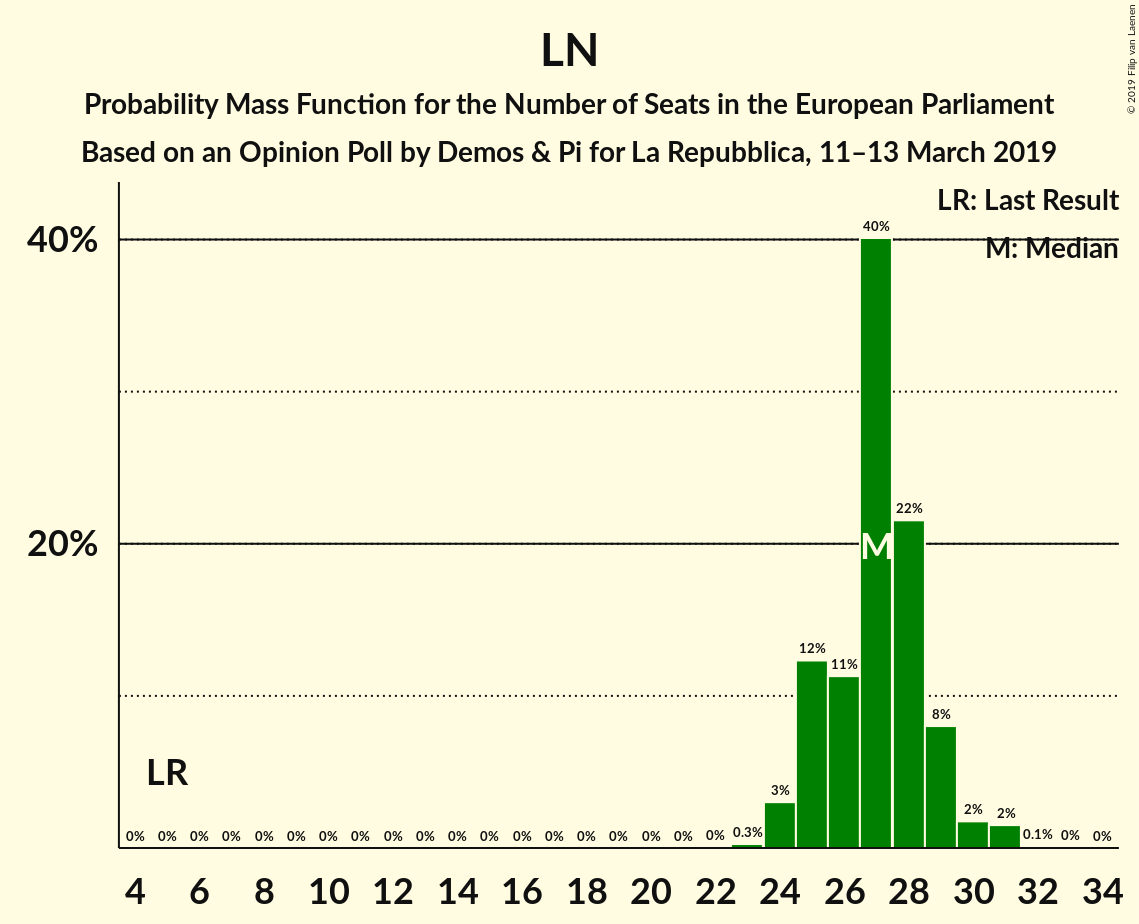 LN
Probability Mass Function for the Number of Seats in the European Parliament
Based on an Opinion Poll by Demos & Pi for La Repubblica, 11–13 March 2019
© 2019 Filip van Laenen
LR: Last Result
M: Median
40%
20%
40%
22%
12%
11%
8%
3%
2%
2%
M
LR
0% 0% 0% 0% 0% 0% 0% 0% 0% 0% 0% 0% 0% 0% 0% 0% 0% 0% 0% 0.3% 0.1% 0% 0%
4 6 8 10 12 14 16 18 20 22 24 26 28 30 32 34